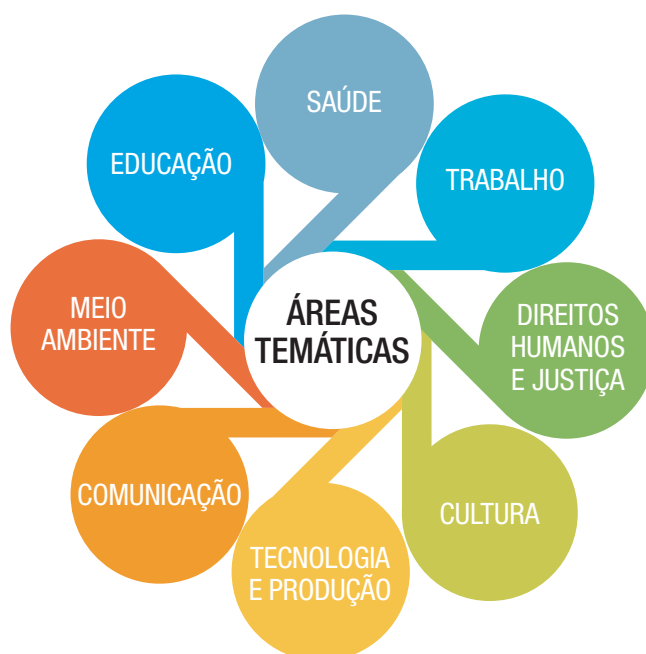 SAÚDE
EDUCAÇÃO
TRABALHO
MEIO
AMBIENTE
ÁREAS
TEMÁTICAS
DIREITOS
HUMANOS
E JUSTIÇA
COMUNICAÇÃO
CULTURA
TECNOLOGIA
E PRODUÇÃO